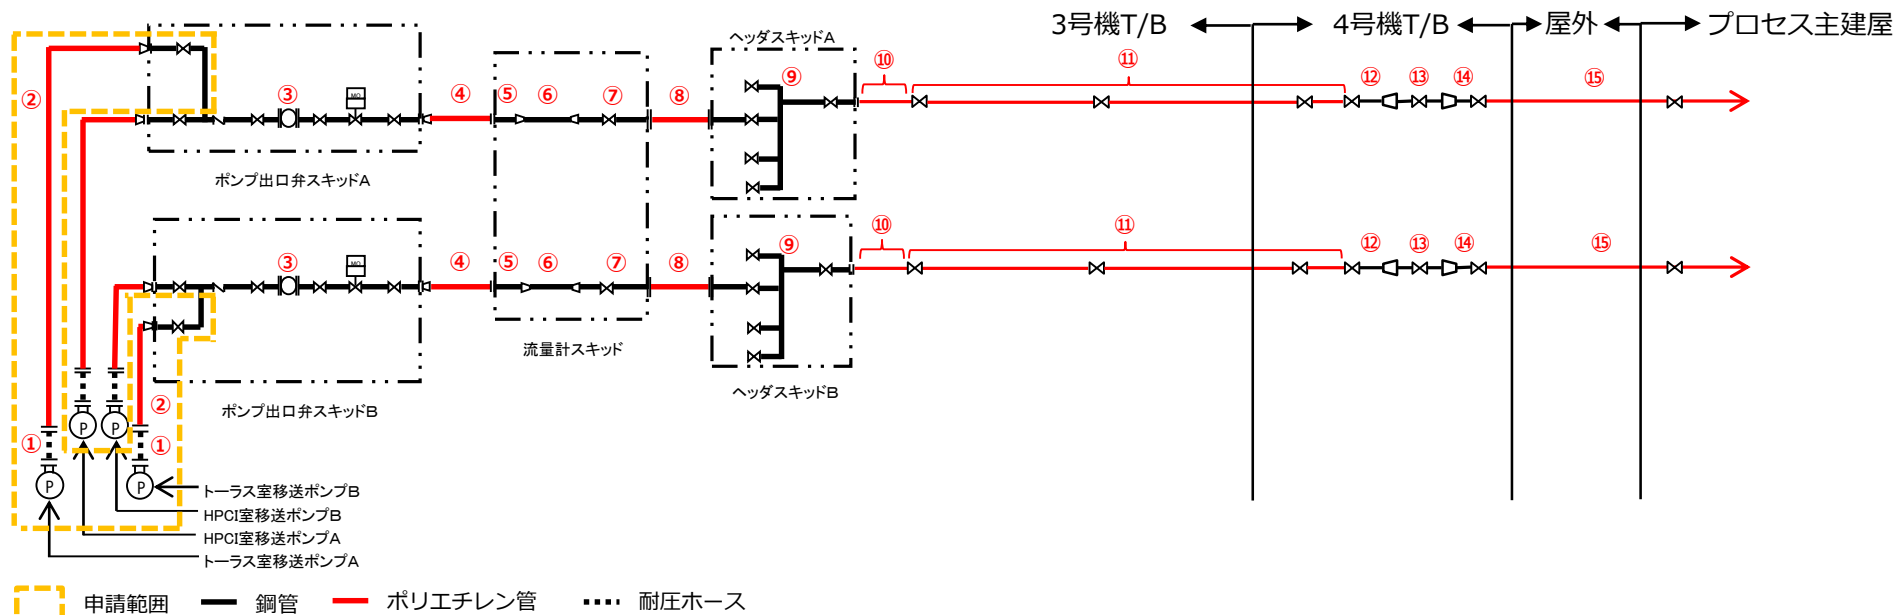 3号機T/B 4号機T/B 屋外 プロセス主建屋
ヘッダスキッドA
② ③ MO ④ ⑤ ⑥ ⑦ ⑧ ⑨ ⑩ ⑪ ⑫ ⑬ ⑭ ⑮
ポンプ出口弁スキッドA
③ MO ④ ⑤ ⑥ ⑦ ⑧ ⑨ ⑩ ⑪ ⑫ ⑬ ⑭ ⑮
流量計スキッド
ヘッダスキッドB
ポンプ出口弁スキッドB
②
P P
① ①
P P
トーラス室移送ポンプB
HPCI室移送ポンプB
HPCI室移送ポンプA
トーラス室移送ポンプA
申請範囲 鋼管 ポリエチレン管 耐圧ホース